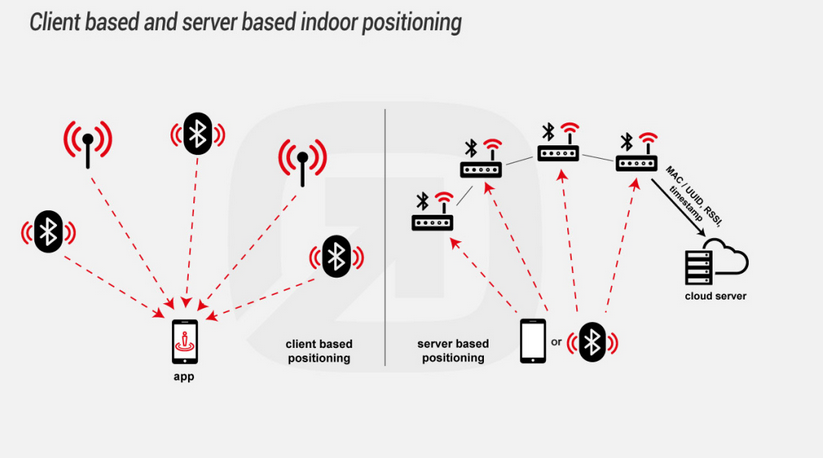 Client based and server based indoor positioning
app
client based
positioning
server based
positioning
or
MAC / UUID, RSSI,
timestamp
cloud server